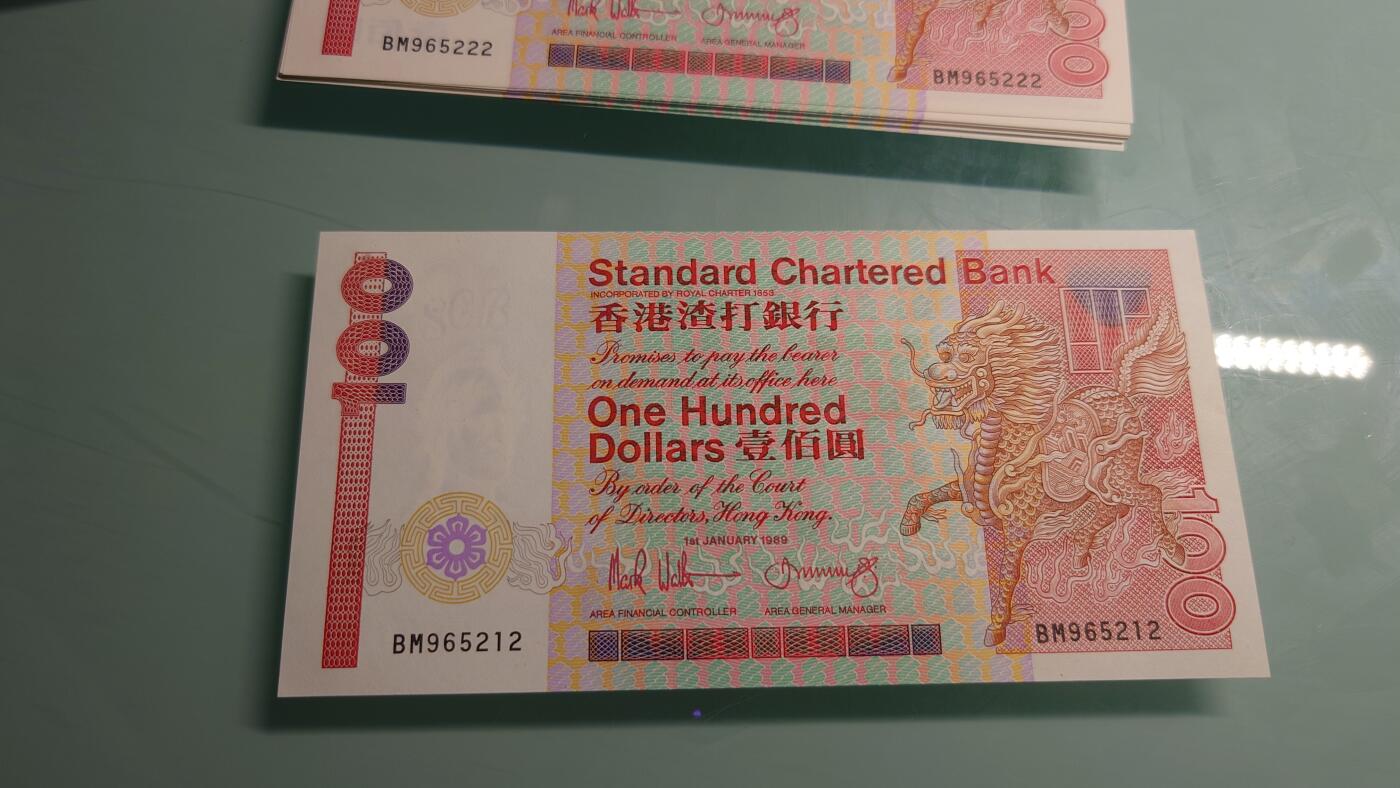 Mark Walk
AREA FINANCIAL CONTROLLER AREA GENERAL MANAGER
BM965222
BM965222
100
Standard Chartered Bank
INCORPORATED BY ROYAL CHARTER 1853
香港渣打銀行
Promises to pay the bearer
on demand at its office here
One Hundred
Dollars 壹佰圓
By order of the Court
of Directors, Hong Kong.
1st JANUARY 1989
AREA FINANCIAL CONTROLLER AREA GENERAL MANAGER
BM965212
BM965212
100